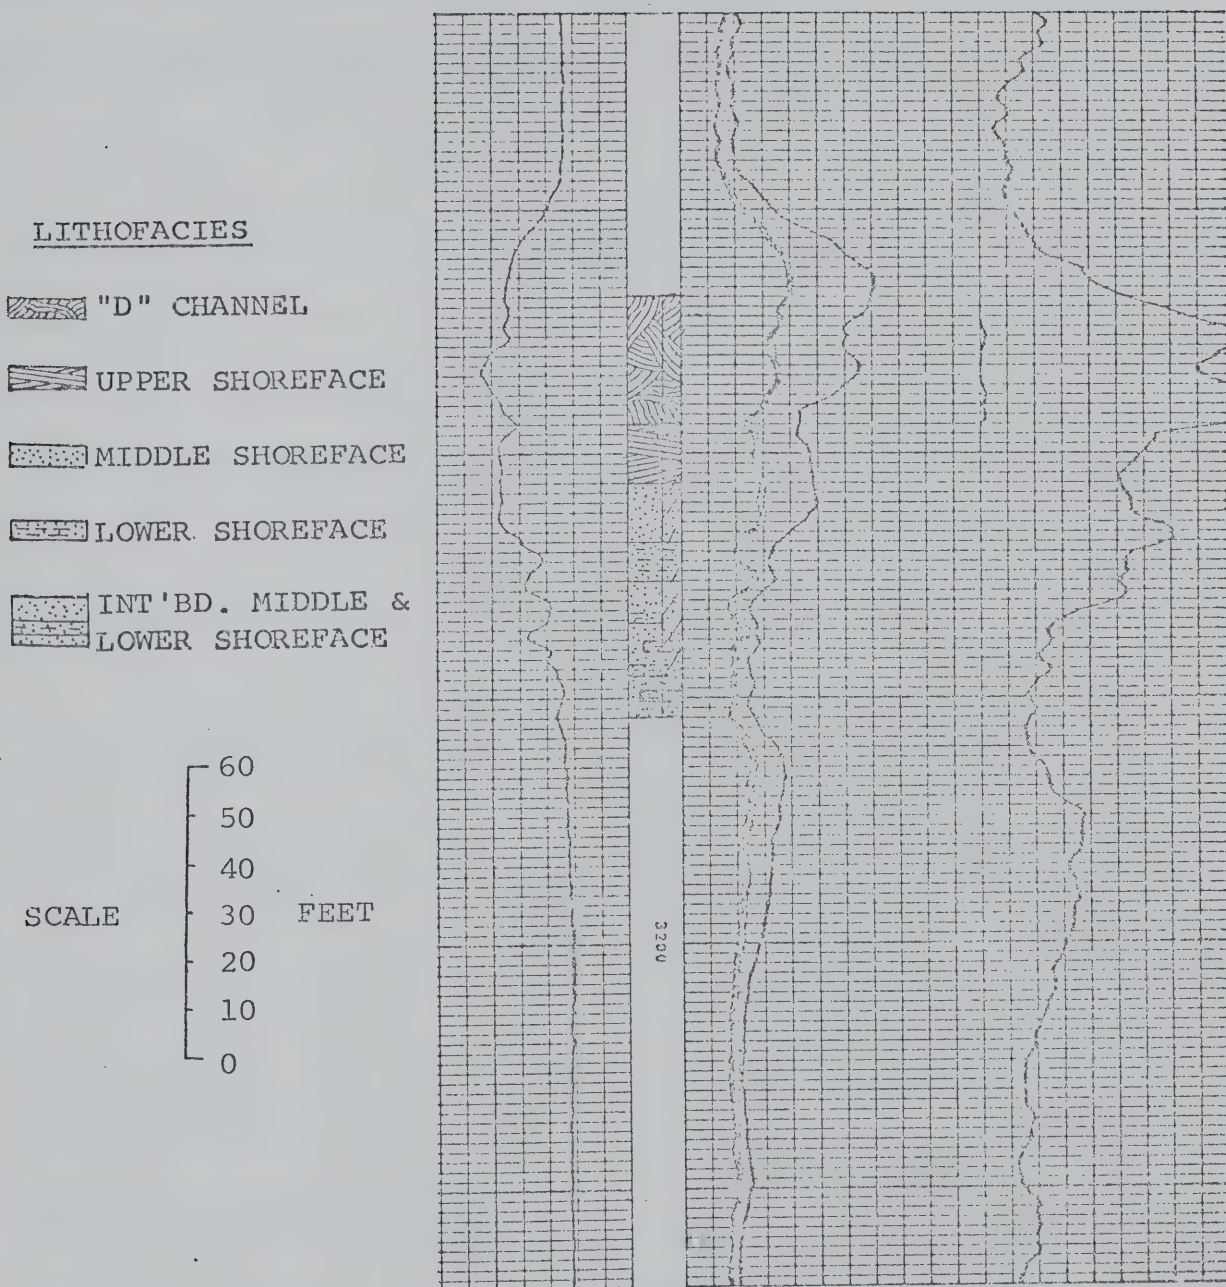 LITHOFACIES
"D" CHANNEL
UPPER SHOREFACE
MIDDLE SHOREFACE
LOWER SHOREFACE
INT'BD. MIDDLE &
LOWER SHOREFACE
60
50
40
SCALE 30 FEET
20
10
0
3200